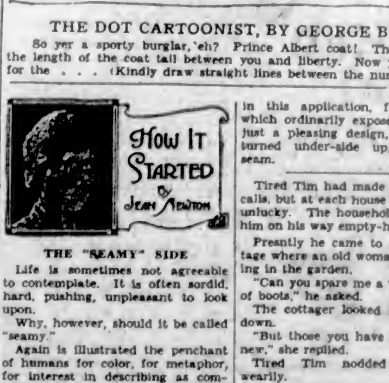 THE DOT CARTOONIST, BY GEORGE B
So yer a sporty burglar, 'eh? Prince Albert coat! Th
the length of the coat tail between you and liberty. Now
for the . . . (Kindly draw straight lines between the nu
How It
Started
By
Jean Newton
THE "SEAMY" SIDE
Life is sometimes not agreeable
to contemplate. It is often sordid,
hard, pushing, unpleasant to look
upon.
Why, however, should it be called
"seamy."
Again is illustrated the penchant
of humans for color, for metaphor,
for interest in describing as com-
in this application, f
which ordinarily expose
just a pleasing design,
turned under-side up,
seam.
Tired Tim had made
calls, but at each house
unlucky. The househol
him on his way empty-h
Presntly he came to
tage where an old woma
ing in the garden.
"Can you spare me a
of boots," he asked.
The cottager looked
down.
"But those you have
new," she replied.
Tired Tim nodded
wearily.